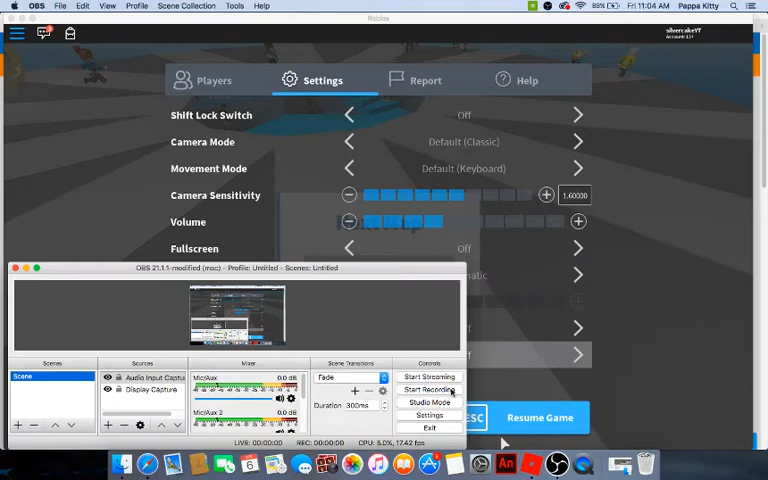 OBS File Edit Profile Scene Collection Tools Help 89% Fri 11:04 AM Pappa Kitty
Roblox
silvercakeYT
Account: 13+
Players Settings Report Help
Shift Lock Switch Off
Camera Mode Default (Classic)
Movement Mode Default (Keyboard)
Camera Sensitivity 1.60000
Volume
Fullscreen Off
OBS 21.1.1-modified (mac) - Profile: Untitled - Scenes: Untitled
Scenes Sources Mixer Scene Transitions Controls
Scene
Audio Input Captu
Display Capture
Mic/Aux 0.0 dB
Mic/Aux 2 0.0 dB
Fade
Duration 300ms
Start Streaming
Start Recording
Studio Mode
Settings
Exit
LIVE: 00:00:00 REC: 00:00:00 CPU: 5.0%, 17.42 fps
ESC Resume Game